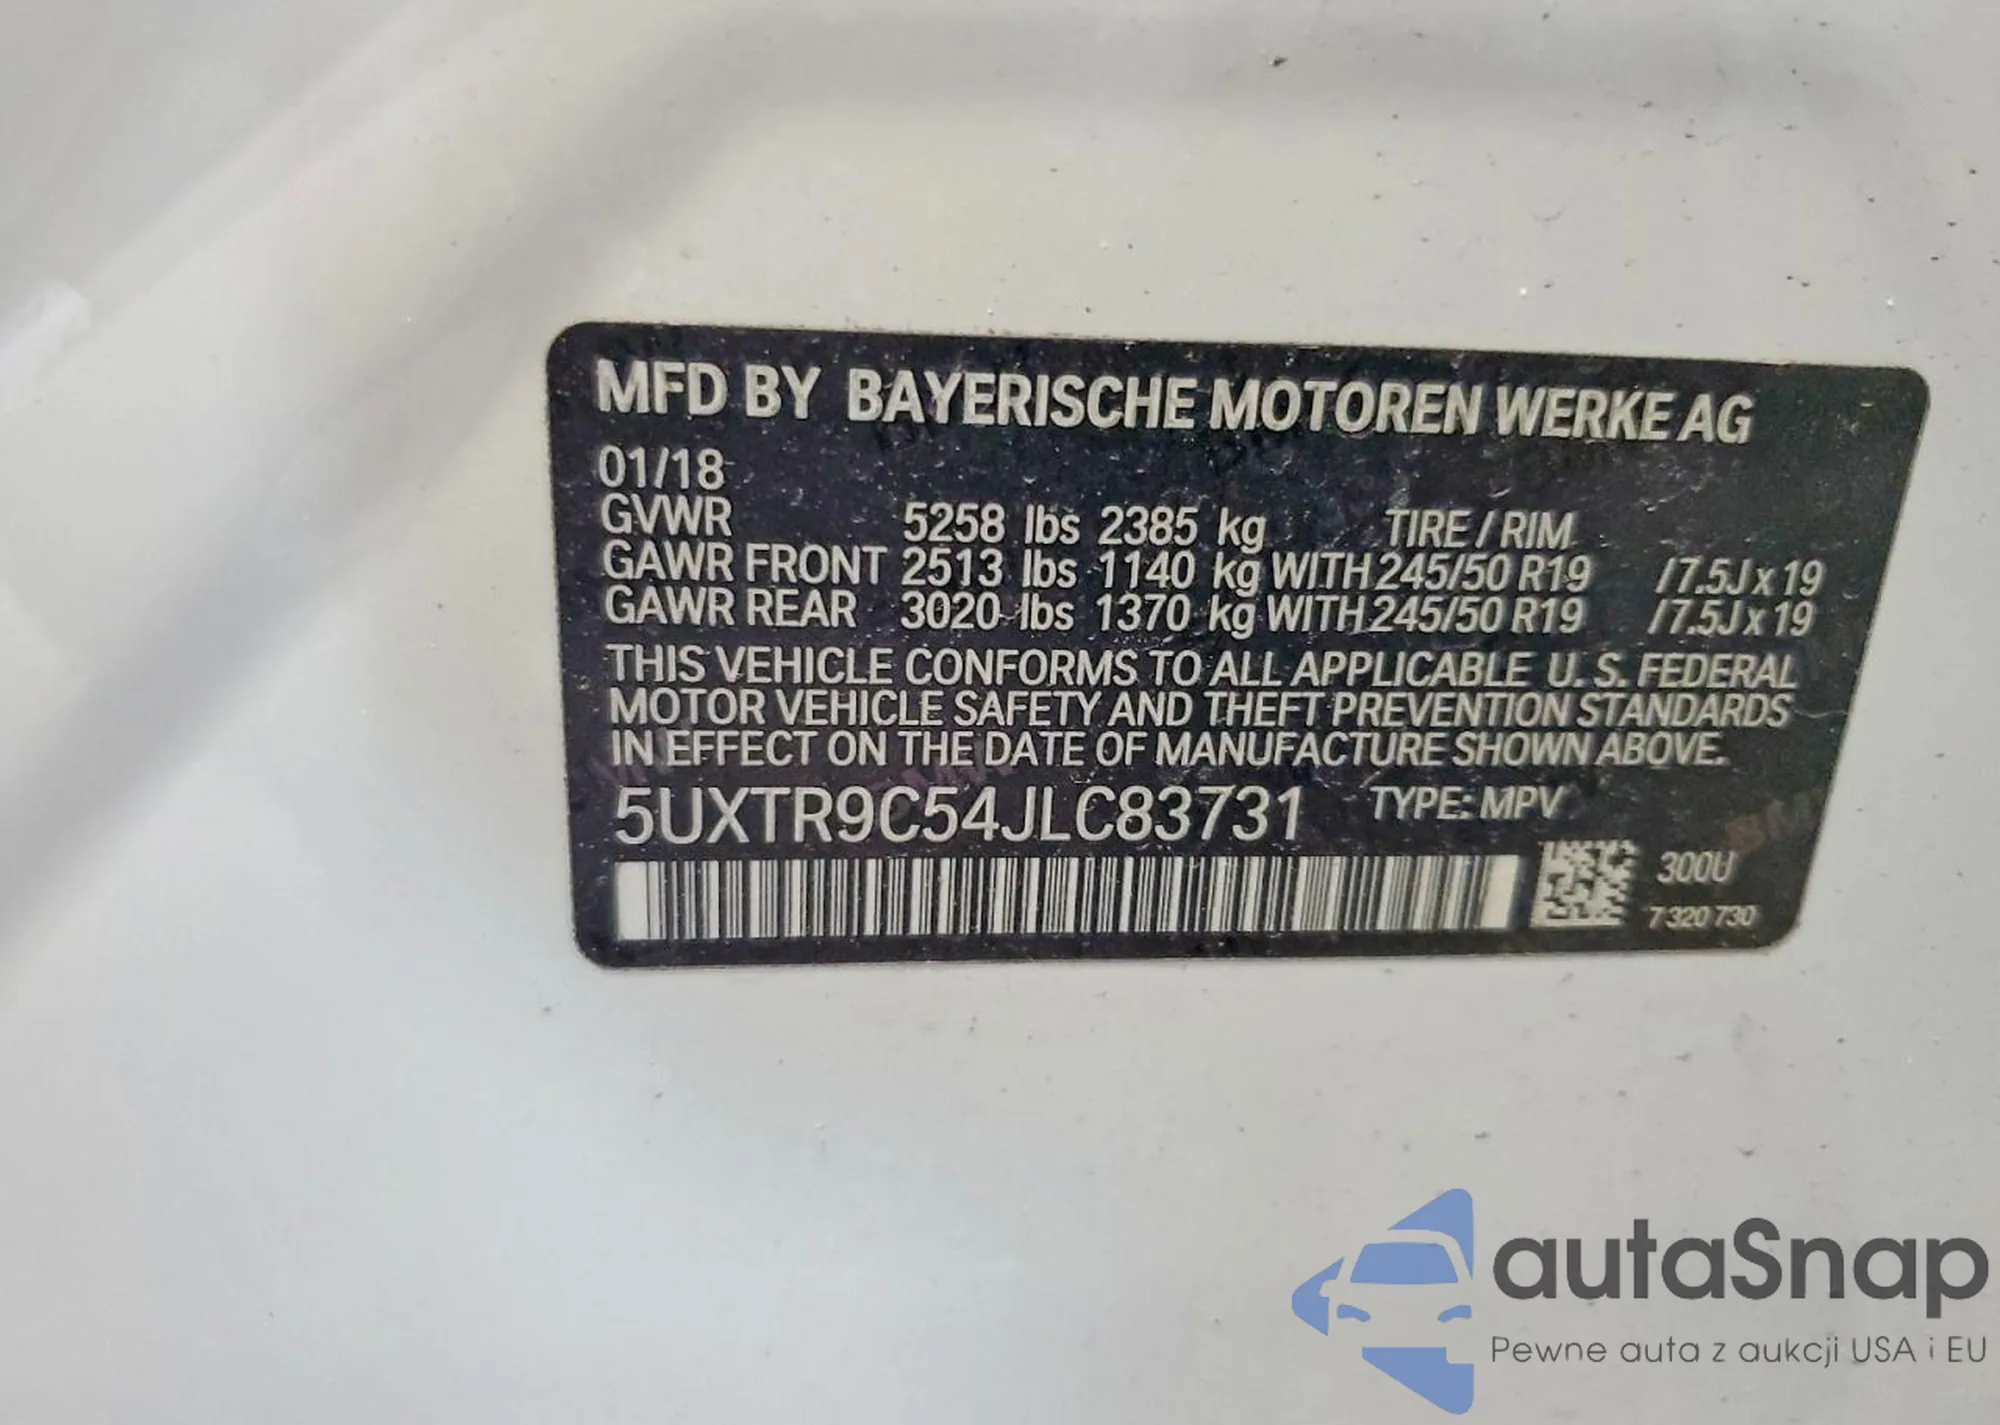 MFD BY BAYERISCHE MOTOREN WERKE AG
01/18
GVWR 5258 lbs 2385 kg TIRE / RIM
GAWR FRONT 2513 lbs 1140 kg WITH 245/50 R19 / 7.5J x 19
GAWR REAR 3020 lbs 1370 kg WITH 245/50 R19 / 7.5J x 19
THIS VEHICLE CONFORMS TO ALL APPLICABLE U. S. FEDERAL
MOTOR VEHICLE SAFETY AND THEFT PREVENTION STANDARDS
IN EFFECT ON THE DATE OF MANUFACTURE SHOWN ABOVE.
5UXTR9C54JLC83731 TYPE: MPV
300U
7 320 730
autaSnap
Pewne auta z aukcji USA i EU